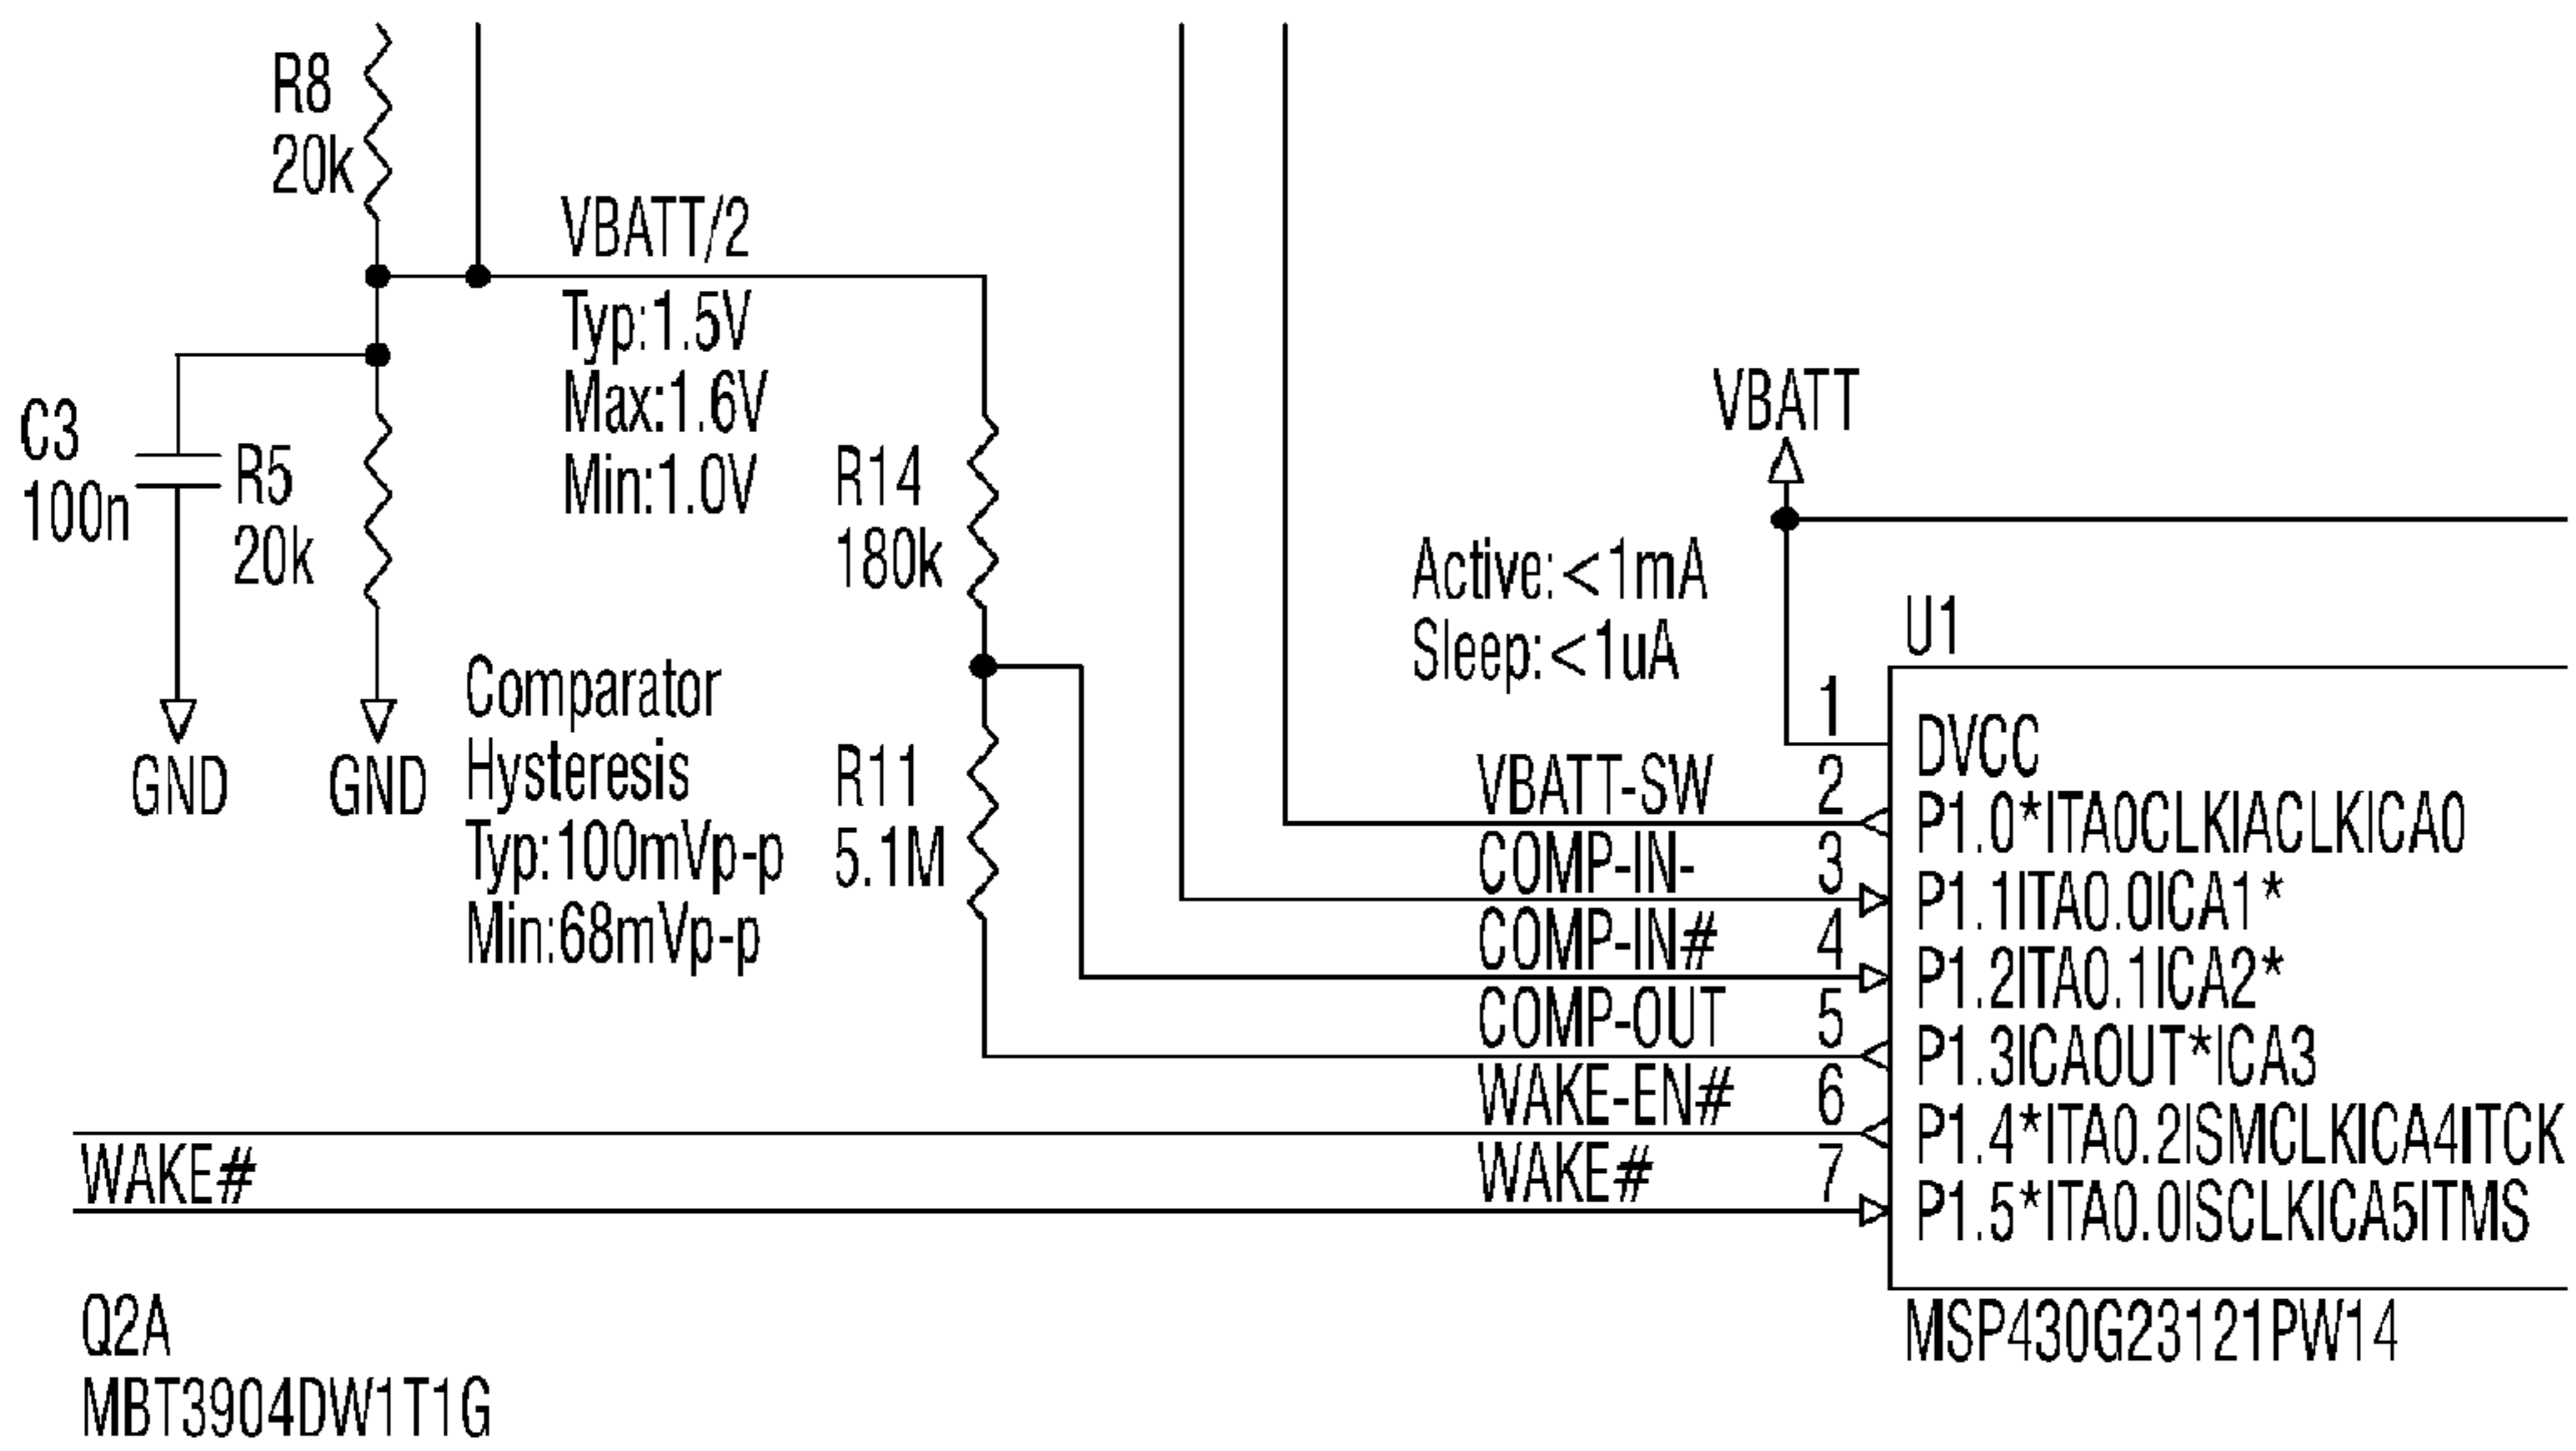 R8
20k
VBATT/2
Typ:1.5V
Max:1.6V
Min:1.0V
C3
100n
R5
20k
R14
180k
GND
GND
Comparator
Hysteresis
Typ:100mVp-p
Min:68mVp-p
R11
5.1M
VBATT
Active:<1mA
Sleep:<1uA
U1
1
DVCC
VBATT-SW
2
P1.0*ITA0CLKIACLKICA0
COMP-IN-
3
P1.1ITA0.0ICA1*
COMP-IN#
4
P1.2ITA0.1ICA2*
COMP-OUT
5
P1.3ICAOUT*ICA3
WAKE-EN#
6
P1.4*ITA0.2ISMCLKICA4ITCK
WAKE#
WAKE#
7
P1.5*ITA0.0ISCLKICA5ITMS
MSP430G23121PW14
Q2A
MBT3904DW1T1G